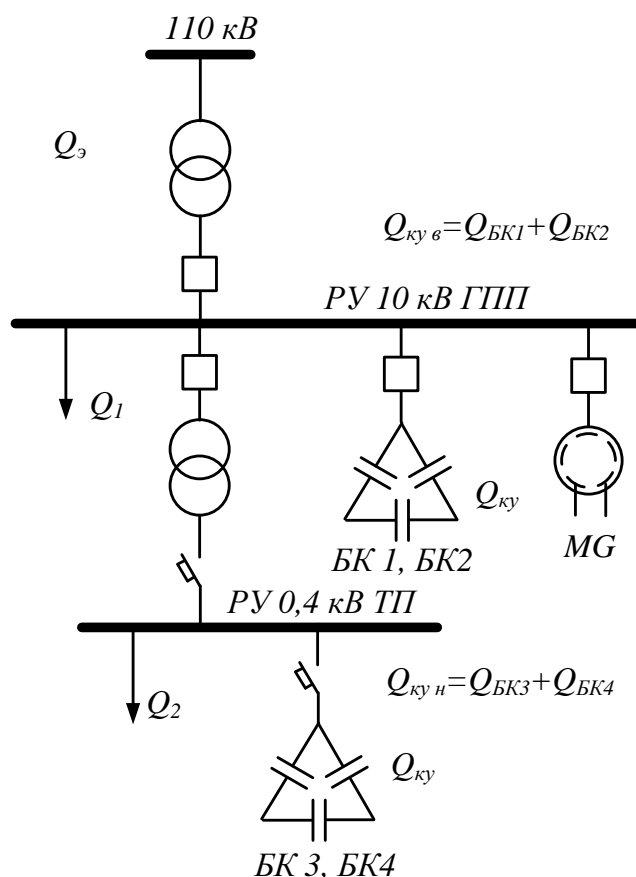 110 кВ
Qэ
Qку в=QБК1+QБК2
РУ 10 кВ ГПП
Q1
Qку
БК 1, БК2
MG
РУ 0,4 кВ ТП
Q2
Qку н=QБК3+QБК4
Qку
БК 3, БК4